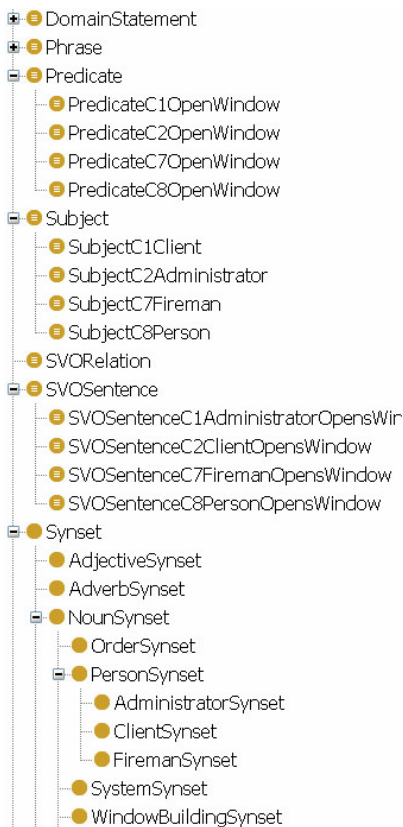 DomainStatement
Phrase
Predicate
PredicateC1OpenWindow
PredicateC2OpenWindow
PredicateC7OpenWindow
PredicateC8OpenWindow
Subject
SubjectC1Client
SubjectC2Administrator
SubjectC7Fireman
SubjectC8Person
SVORelation
SVOSentence
SVOSentenceC1AdministratorOpensWin
SVOSentenceC2ClientOpensWindow
SVOSentenceC7FiremanOpensWindow
SVOSentenceC8PersonOpensWindow
Synset
AdjectiveSynset
AdverbSynset
NounSynset
OrderSynset
PersonSynset
AdministratorSynset
ClientSynset
FiremanSynset
SystemSynset
WindowBuildingSynset